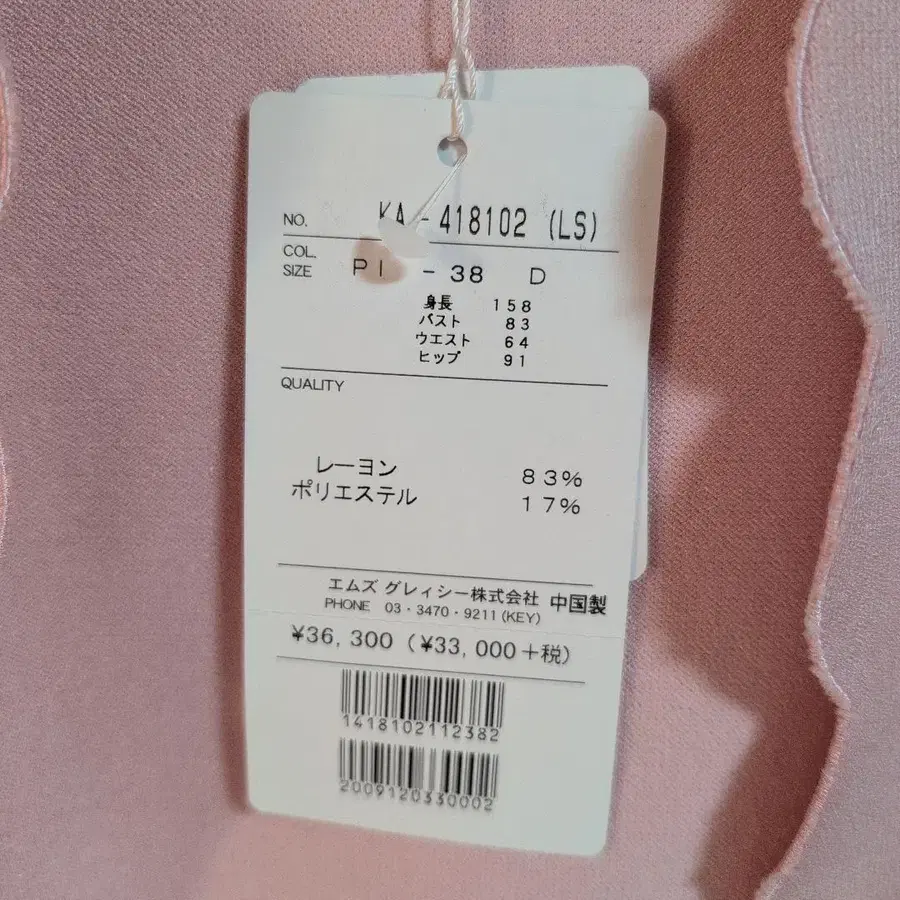 NO. KA-418102 (LS)
COL.
SIZE PI -38 D
身長 158
バスト 83
ウエスト 64
ヒップ 91
QUALITY
レーヨン 83%
ポリエステル 17%
エムズ グレィシー株式会社 中国製
PHONE 03・3470・9211 (KEY)
¥36,300 (¥33,000+税)
1418102112382
2009120330002